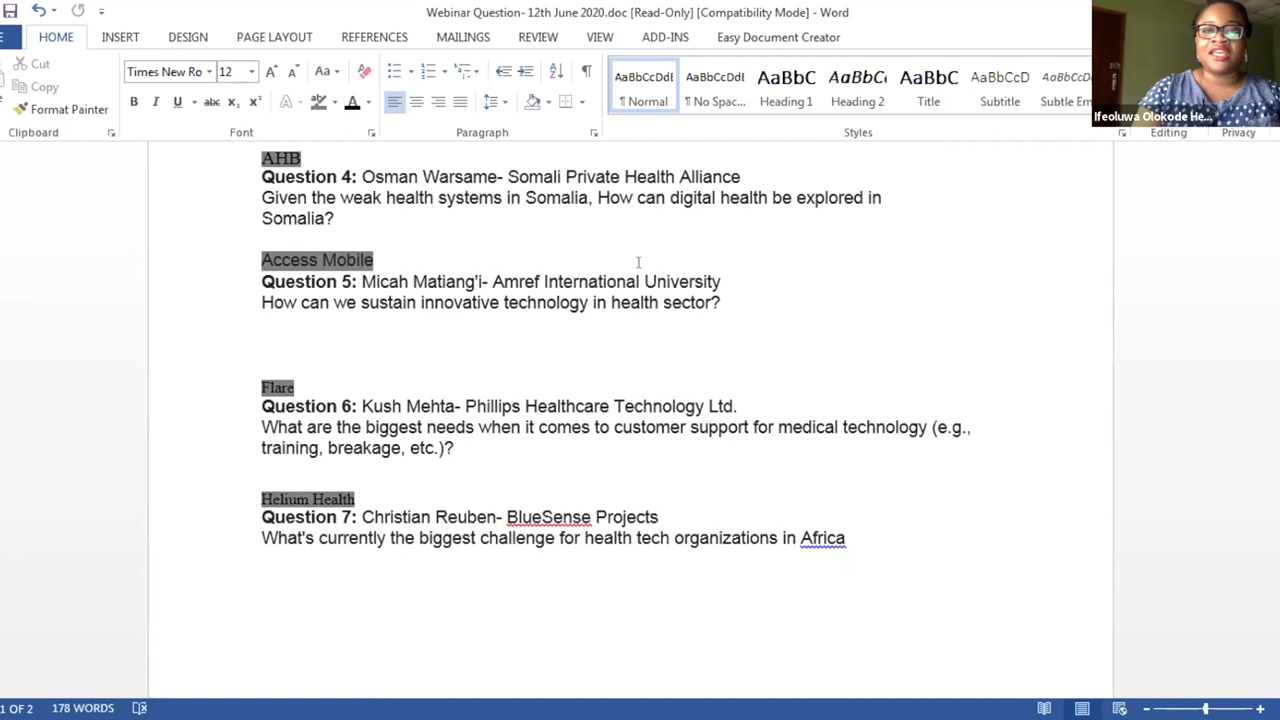 Webinar Question- 12th June 2020.doc [Read-Only] [Compatibility Mode] - Word
HOME INSERT DESIGN PAGE LAYOUT REFERENCES MAILINGS REVIEW VIEW ADD-INS Easy Document Creator
Cut
Copy
Format Painter
Times New Ro 12 Aa
B I U abc X₂ X² A A
AaBbCcDdE AaBbCcDdE AaBbC AaBbCc AaBbC AaBbCcD AaBbCcD
¶ Normal ¶ No Spac... Heading 1 Heading 2 Title Subtitle Subtle Em
Clipboard Font Paragraph Styles Editing Privacy
Ifeoluwa Olokode He...
AHB
Question 4: Osman Warsame- Somali Private Health Alliance
Given the weak health systems in Somalia, How can digital health be explored in
Somalia?
Access Mobile
Question 5: Micah Matiang'i- Amref International University
How can we sustain innovative technology in health sector?
Flare
Question 6: Kush Mehta- Phillips Healthcare Technology Ltd.
What are the biggest needs when it comes to customer support for medical technology (e.g.,
training, breakage, etc.)?
Helium Health
Question 7: Christian Reuben- BlueSense Projects
What's currently the biggest challenge for health tech organizations in Africa
1 OF 2 178 WORDS